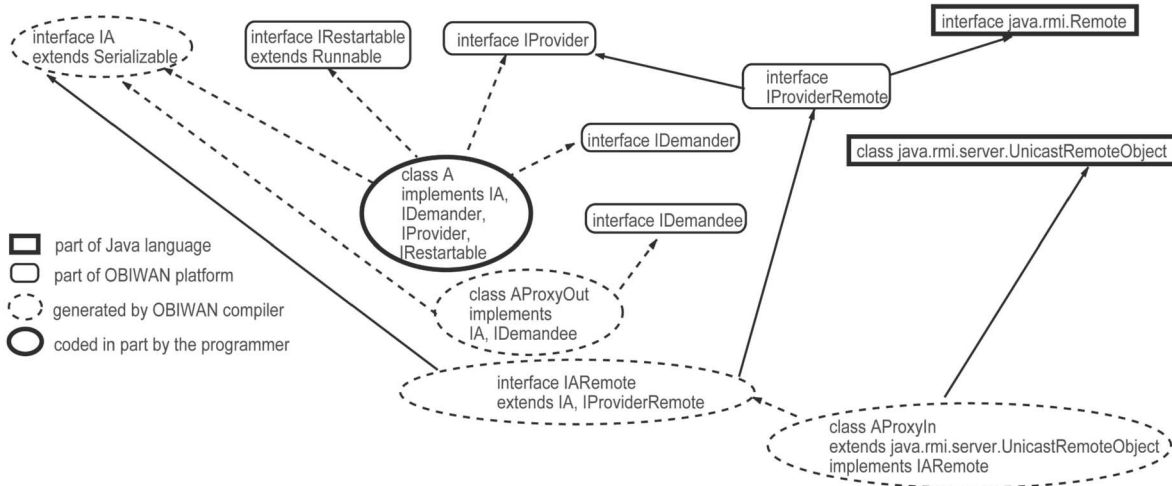 interface IA
extends Serializable
interface IRestartable
extends Runnable
interface IProvider
interface java.rmi.Remote
interface
IProviderRemote
interface IDemander
class java.rmi.server.UnicastRemoteObject
class A
implements IA,
IDemander,
IProvider,
IRestartable
interface IDemandee
part of Java language
part of OBIWAN platform
generated by OBIWAN compiler
coded in part by the programmer
class AProxyOut
implements
IA, IDemandee
interface IARemote
extends IA, IProviderRemote
class AProxyIn
extends java.rmi.server.UnicastRemoteObject
implements IARemote